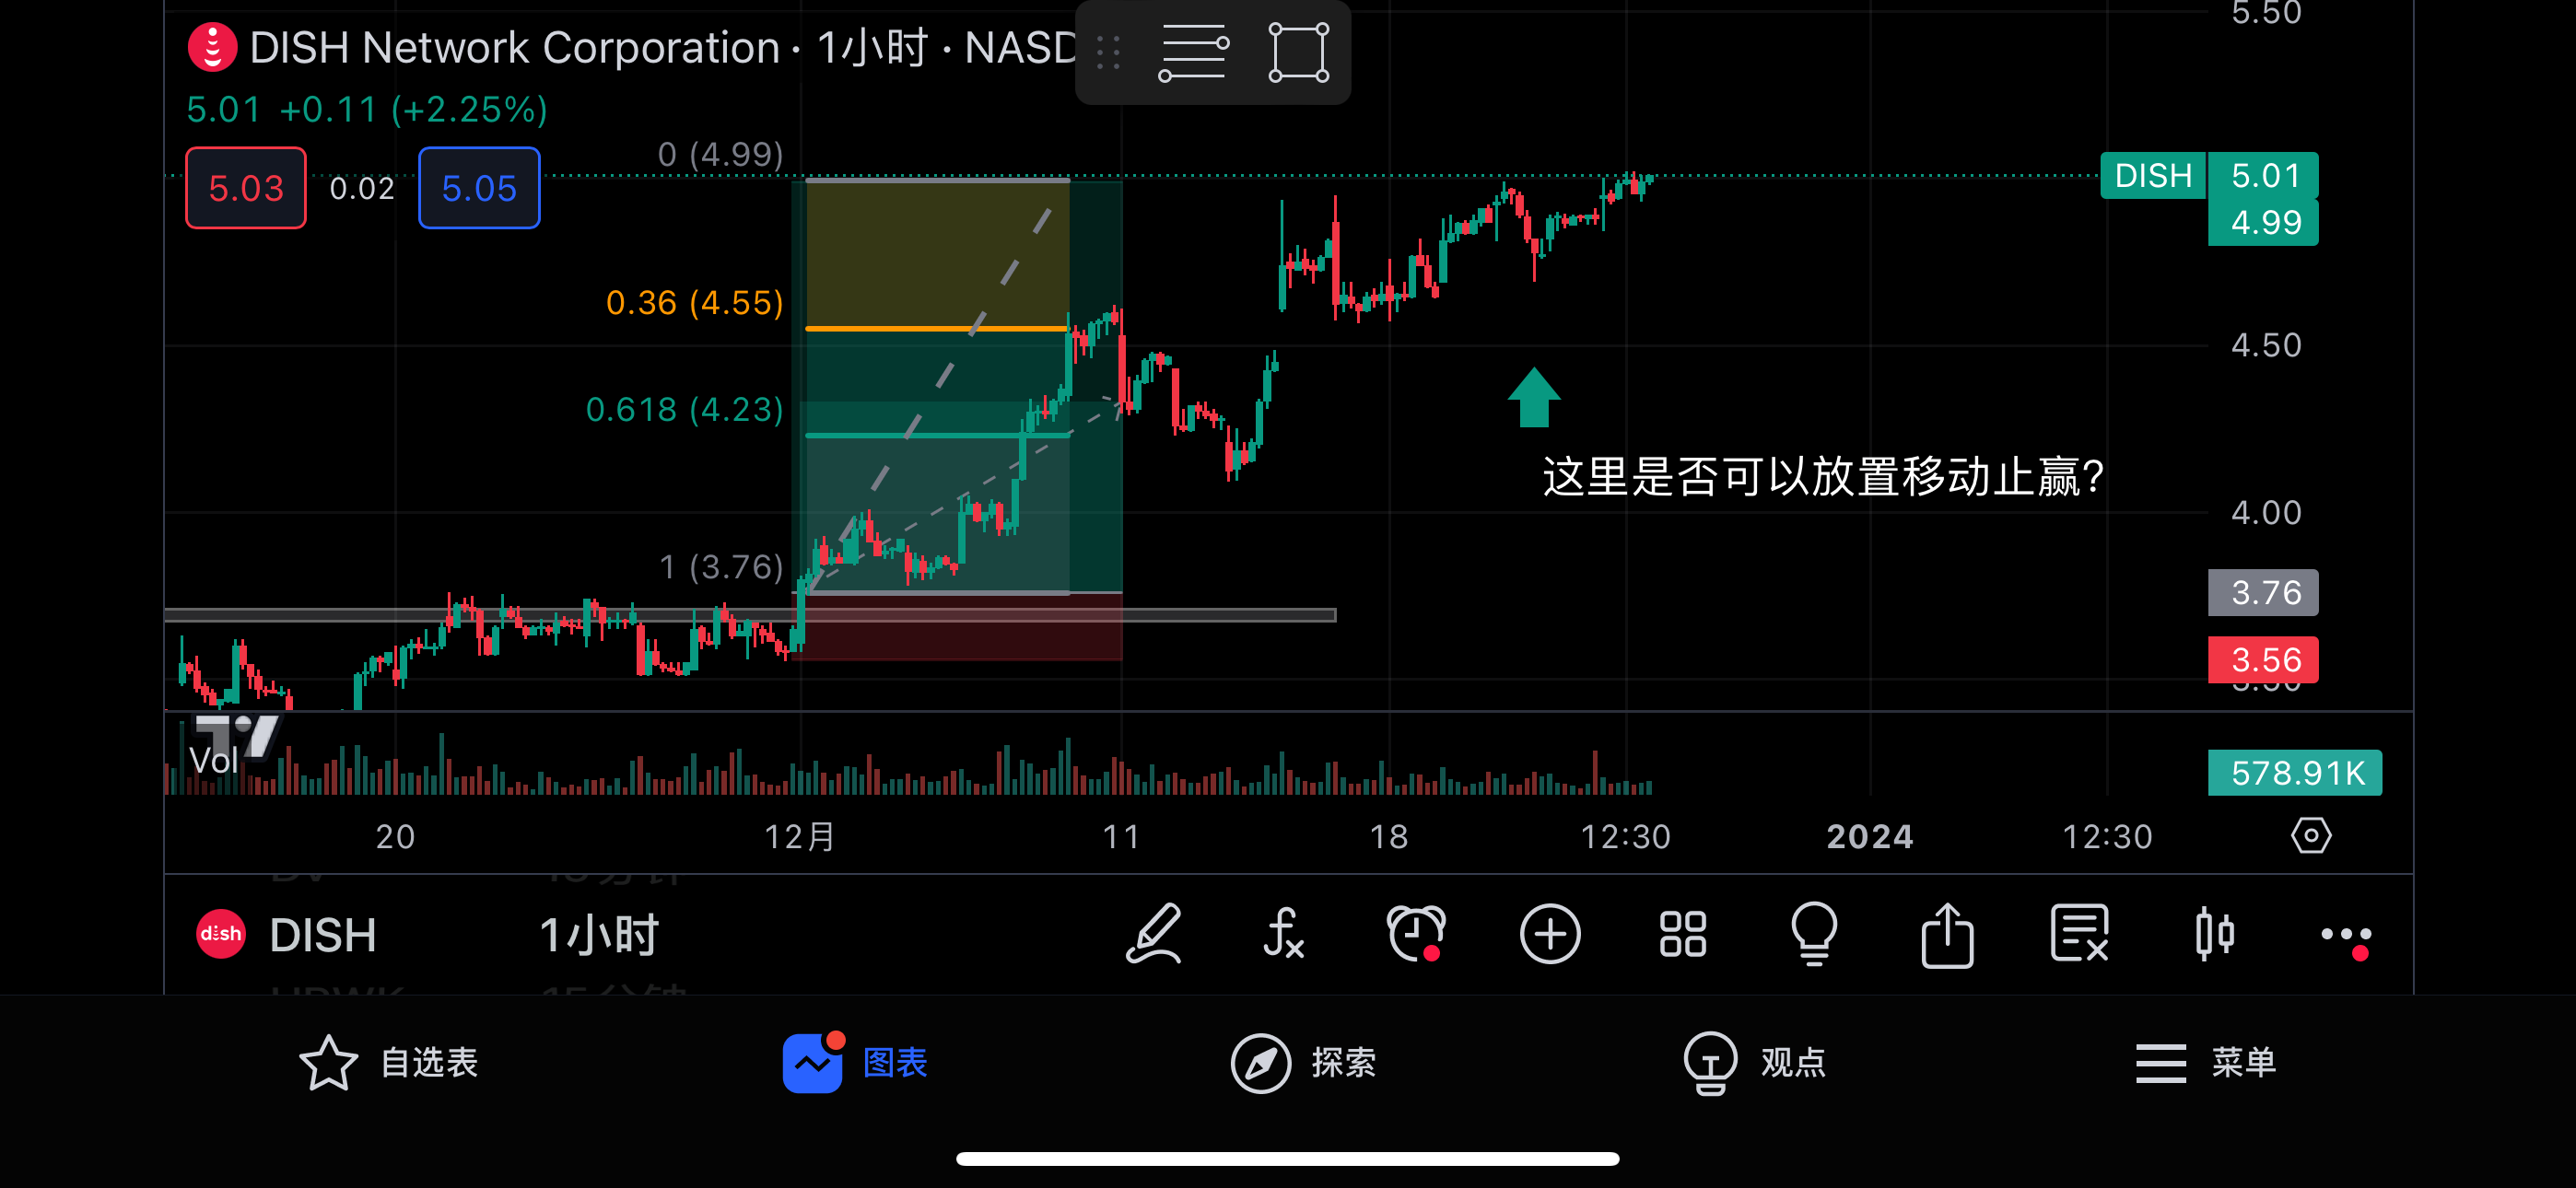 DISH Network Corporation · 1小时 · NASD
5.01 +0.11 (+2.25%)
5.03 0.02 5.05
5.50
0 (4.99)
DISH 5.01
4.99
0.36 (4.55)
4.50
0.618 (4.23)
这里是否可以放置移动止赢?
4.00
1 (3.76)
3.76
3.56
Vol
578.91K
20 12月 11 18 12:30 2024 12:30
dish DISH 1小时
自选表 图表 探索 观点 菜单